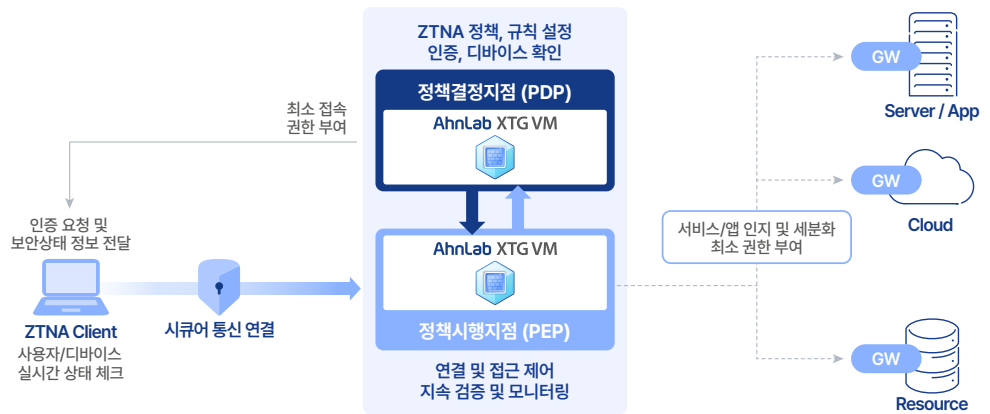 최소 접속
권한 부여
인증 요청 및
보안상태 정보 전달
ZTNA Client
사용자/디바이스
실시간 상태 체크
시큐어 통신 연결
ZTNA 정책, 규칙 설정
인증, 디바이스 확인
정책결정지점 (PDP)
AhnLab XTG VM
AhnLab XTG VM
정책시행지점 (PEP)
연결 및 접근 제어
지속 검증 및 모니터링
서비스/앱 인지 및 세분화
최소 권한 부여
GW
Server / App
GW
Cloud
GW
Resource